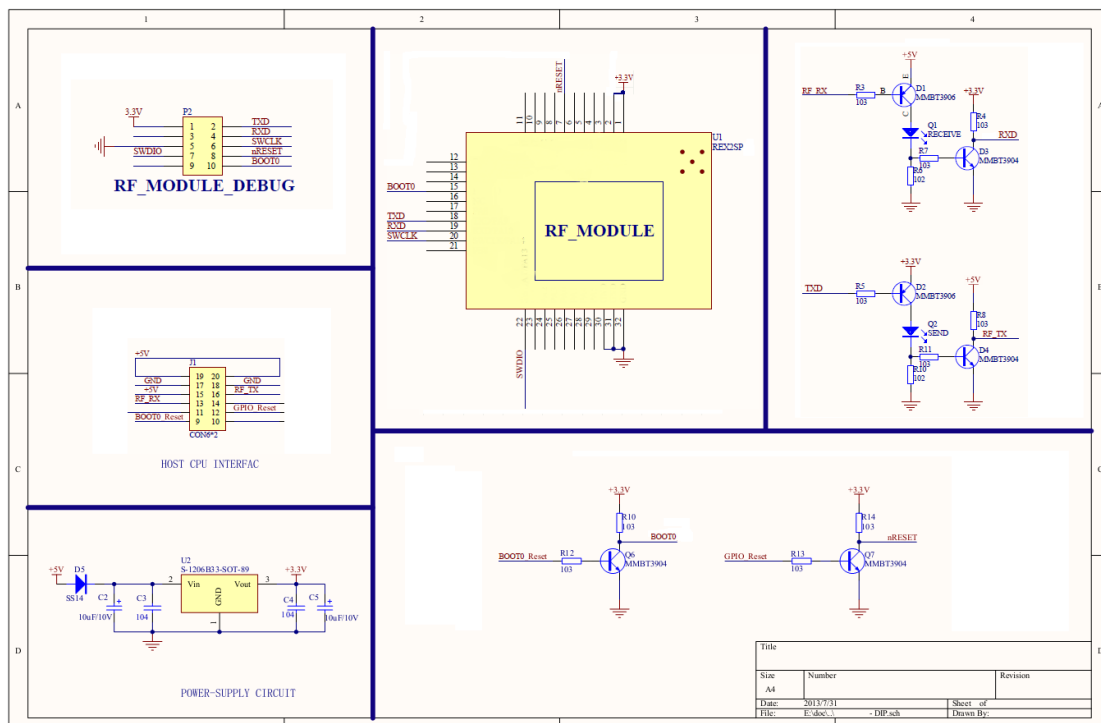 1 2 3 4
A
B
C
D
P2
3.3V
1 2 TXD
3 4 RXD
5 6 SWCLK
SWDIO 7 8 nRESET
9 10 BOOT0
RF_MODULE_DEBUG
+5V
J1
19 20
GND 17 18 GND
+5V 15 16 RF_TX
RF_RX 13 14
11 12 GPIO_Reset
BOOT0_Reset 9 10
CON6*2
HOST CPU INTERFAC
U2
S-1206B33-SOT-89
+5V D5 2 Vin Vout 3 +3.3V
GND
1
SS14
C2 C3 C4 C5
10uF/10V 104 104 10uF/10V
POWER-SUPPLY CIRCUIT
nRESET
+3.3V
11 10 9 8 7 6 5 4 3 2 1
U1
REX2SP
12
13
14
BOOT0 15
16
17
TXD 18
RXD 19
SWCLK 20
21
RF_MODULE
22 23 24 25 26 27 28 29 30 31 32
SWDIO
+5V
E
RF_RX R3 B D1
103 MMBT3906
C
+3.3V
R4
103
Q1
RECEIVE
RXD
R7 D3
103 MMBT3904
R6
102
+3.3V
TXD R5 D2
103 MMBT3906
+5V
R8
103
Q2
SEND
RF_TX
R11 D4
103 MMBT3904
R10
102
+3.3V
R10
103
BOOT0
BOOT0_Reset R12 Q6
103 MMBT3904
+3.3V
R14
103
nRESET
GPIO_Reset R13 Q7
103 MMBT3904
Title
Size Number Revision
A4
Date: 2013/7/31 Sheet of
File: E:\doc\..\ - DIP.sch Drawn By:
1 2 3 4
A
B
C
D